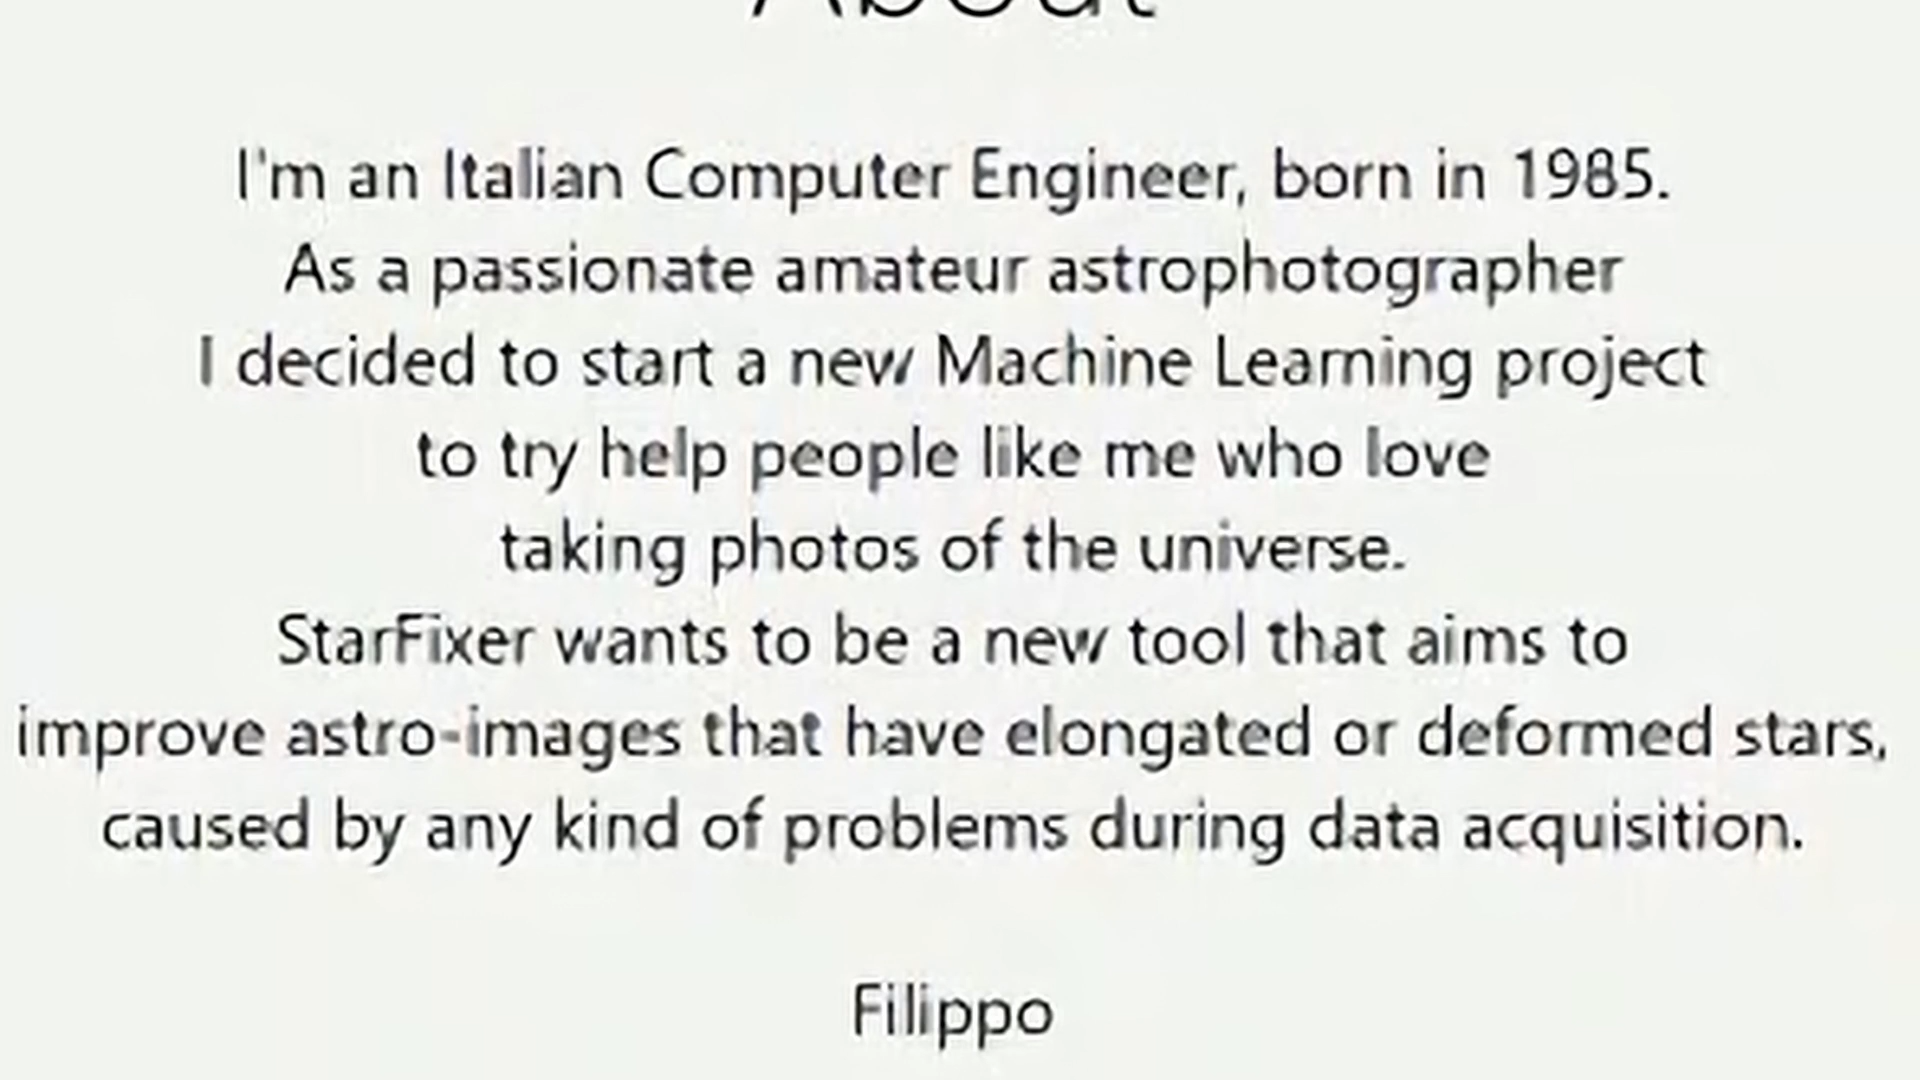 About
I'm an Italian Computer Engineer, born in 1985.
As a passionate amateur astrophotographer
I decided to start a new Machine Learning project
to try help people like me who love
taking photos of the universe.
StarFixer wants to be a new tool that aims to
improve astro-images that have elongated or deformed stars,
caused by any kind of problems during data acquisition.
Filippo